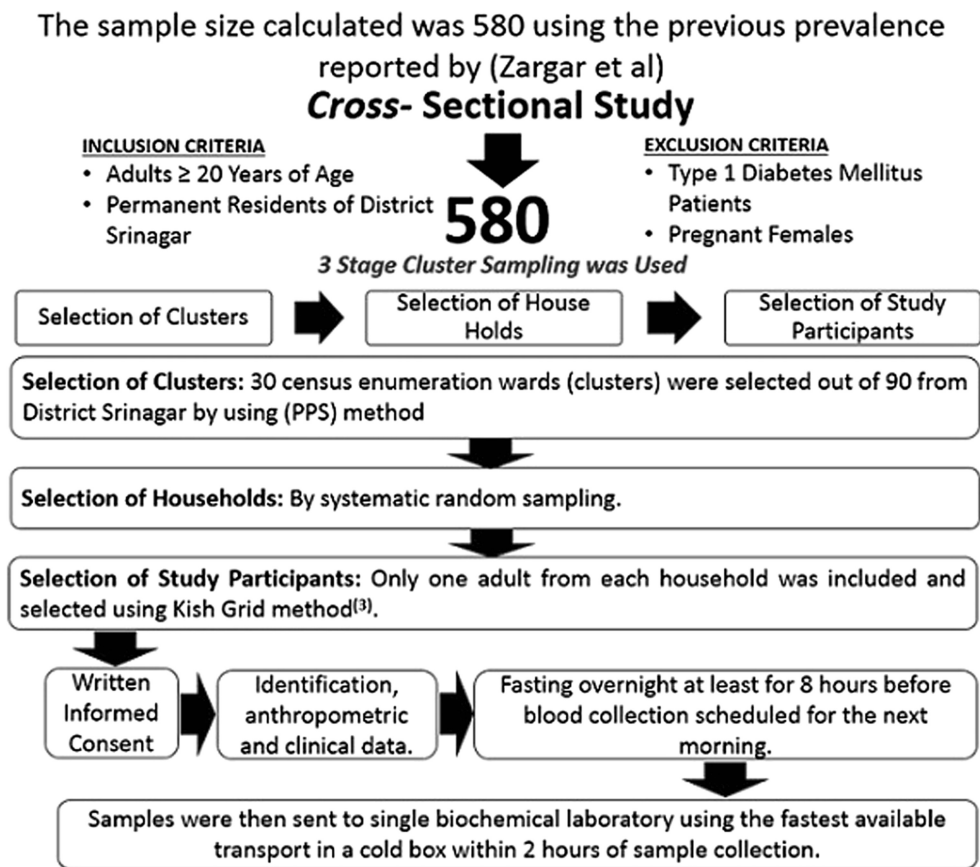 The sample size calculated was 580 using the previous prevalence
reported by (Zargar et al)
Cross- Sectional Study
INCLUSION CRITERIA
• Adults ≥ 20 Years of Age
• Permanent Residents of District
Srinagar
EXCLUSION CRITERIA
• Type 1 Diabetes Mellitus
Patients
• Pregnant Females
580
3 Stage Cluster Sampling was Used
Selection of Clusters
Selection of House
Holds
Selection of Study
Participants
Selection of Clusters: 30 census enumeration wards (clusters) were selected out of 90 from
District Srinagar by using (PPS) method
Selection of Households: By systematic random sampling.
Selection of Study Participants: Only one adult from each household was included and
selected using Kish Grid method(3).
Written
Informed
Consent
Identification,
anthropometric
and clinical data.
Fasting overnight at least for 8 hours before
blood collection scheduled for the next
morning.
Samples were then sent to single biochemical laboratory using the fastest available
transport in a cold box within 2 hours of sample collection.